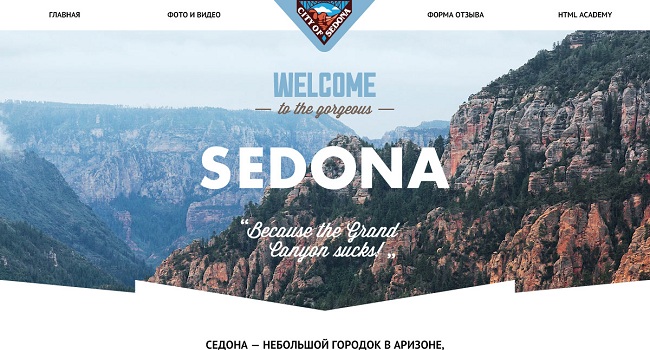 ГЛАВНАЯ
ФОТО И ВИДЕО
CITY OF SEDONA
ФОРМА ОТЗЫВА
HTML ACADEMY
WELCOME
to the gorgeous
SEDONA
“Because the Grand
Canyon sucks!„
СЕДОНА — НЕБОЛЬШОЙ ГОРОДОК В АРИЗОНЕ,